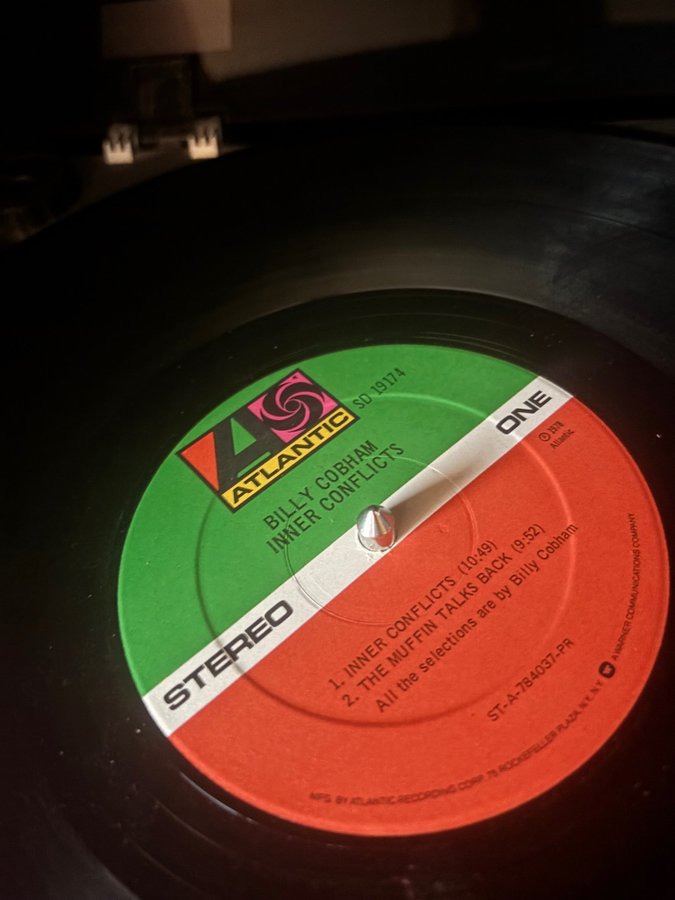 ATLANTIC
SD 19174
BILLY COBHAM
INNER CONFLICTS
STEREO ONE
℗ 1978
Atlantic
1. INNER CONFLICTS (10:49)
2. THE MUFFIN TALKS BACK (9:52)
All the selections are by Billy Cobham
ST-A-784037-PR
MFG. BY ATLANTIC RECORDING CORP. 75 ROCKEFELLER PLAZA, N.Y. N.Y. A WARNER COMMUNICATIONS COMPANY